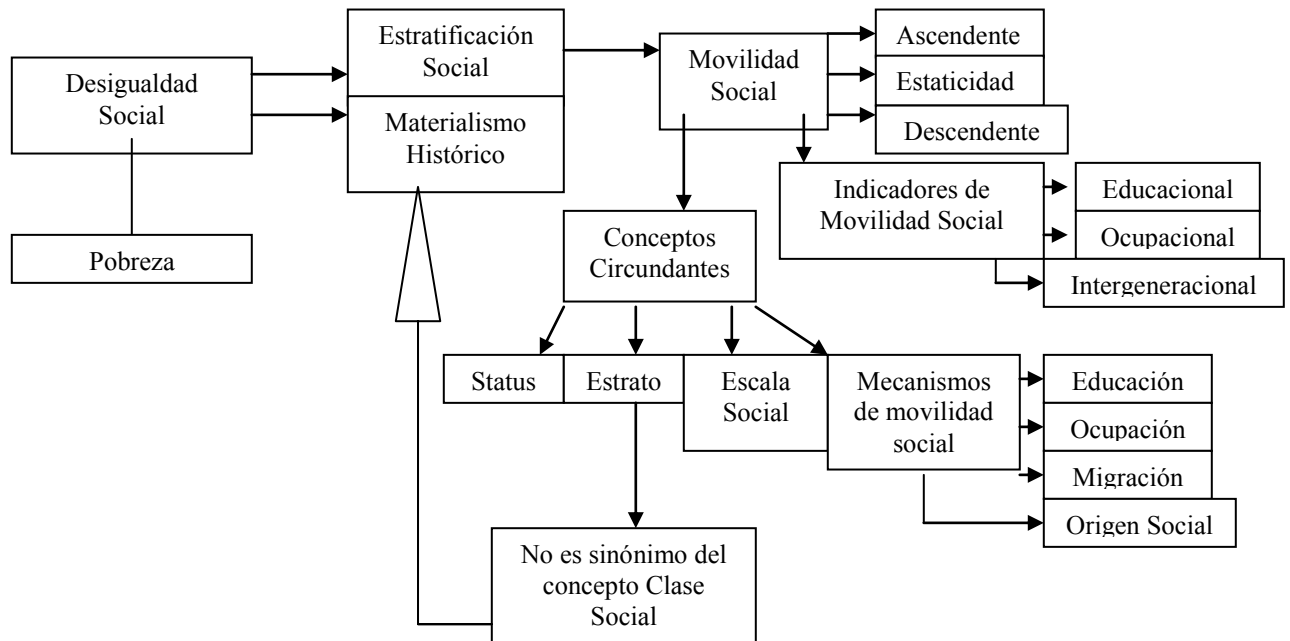 Desigualdad
Social
Pobreza
Estratificación
Social
Materialismo
Histórico
Movilidad
Social
Ascendente
Estaticidad
Descendente
Indicadores de
Movilidad Social
Educacional
Ocupacional
Intergeneracional
Conceptos
Circundantes
Status
Estrato
Escala
Social
Mecanismos
de movilidad
social
Educación
Ocupación
Migración
Origen Social
No es sinónimo del
concepto Clase
Social